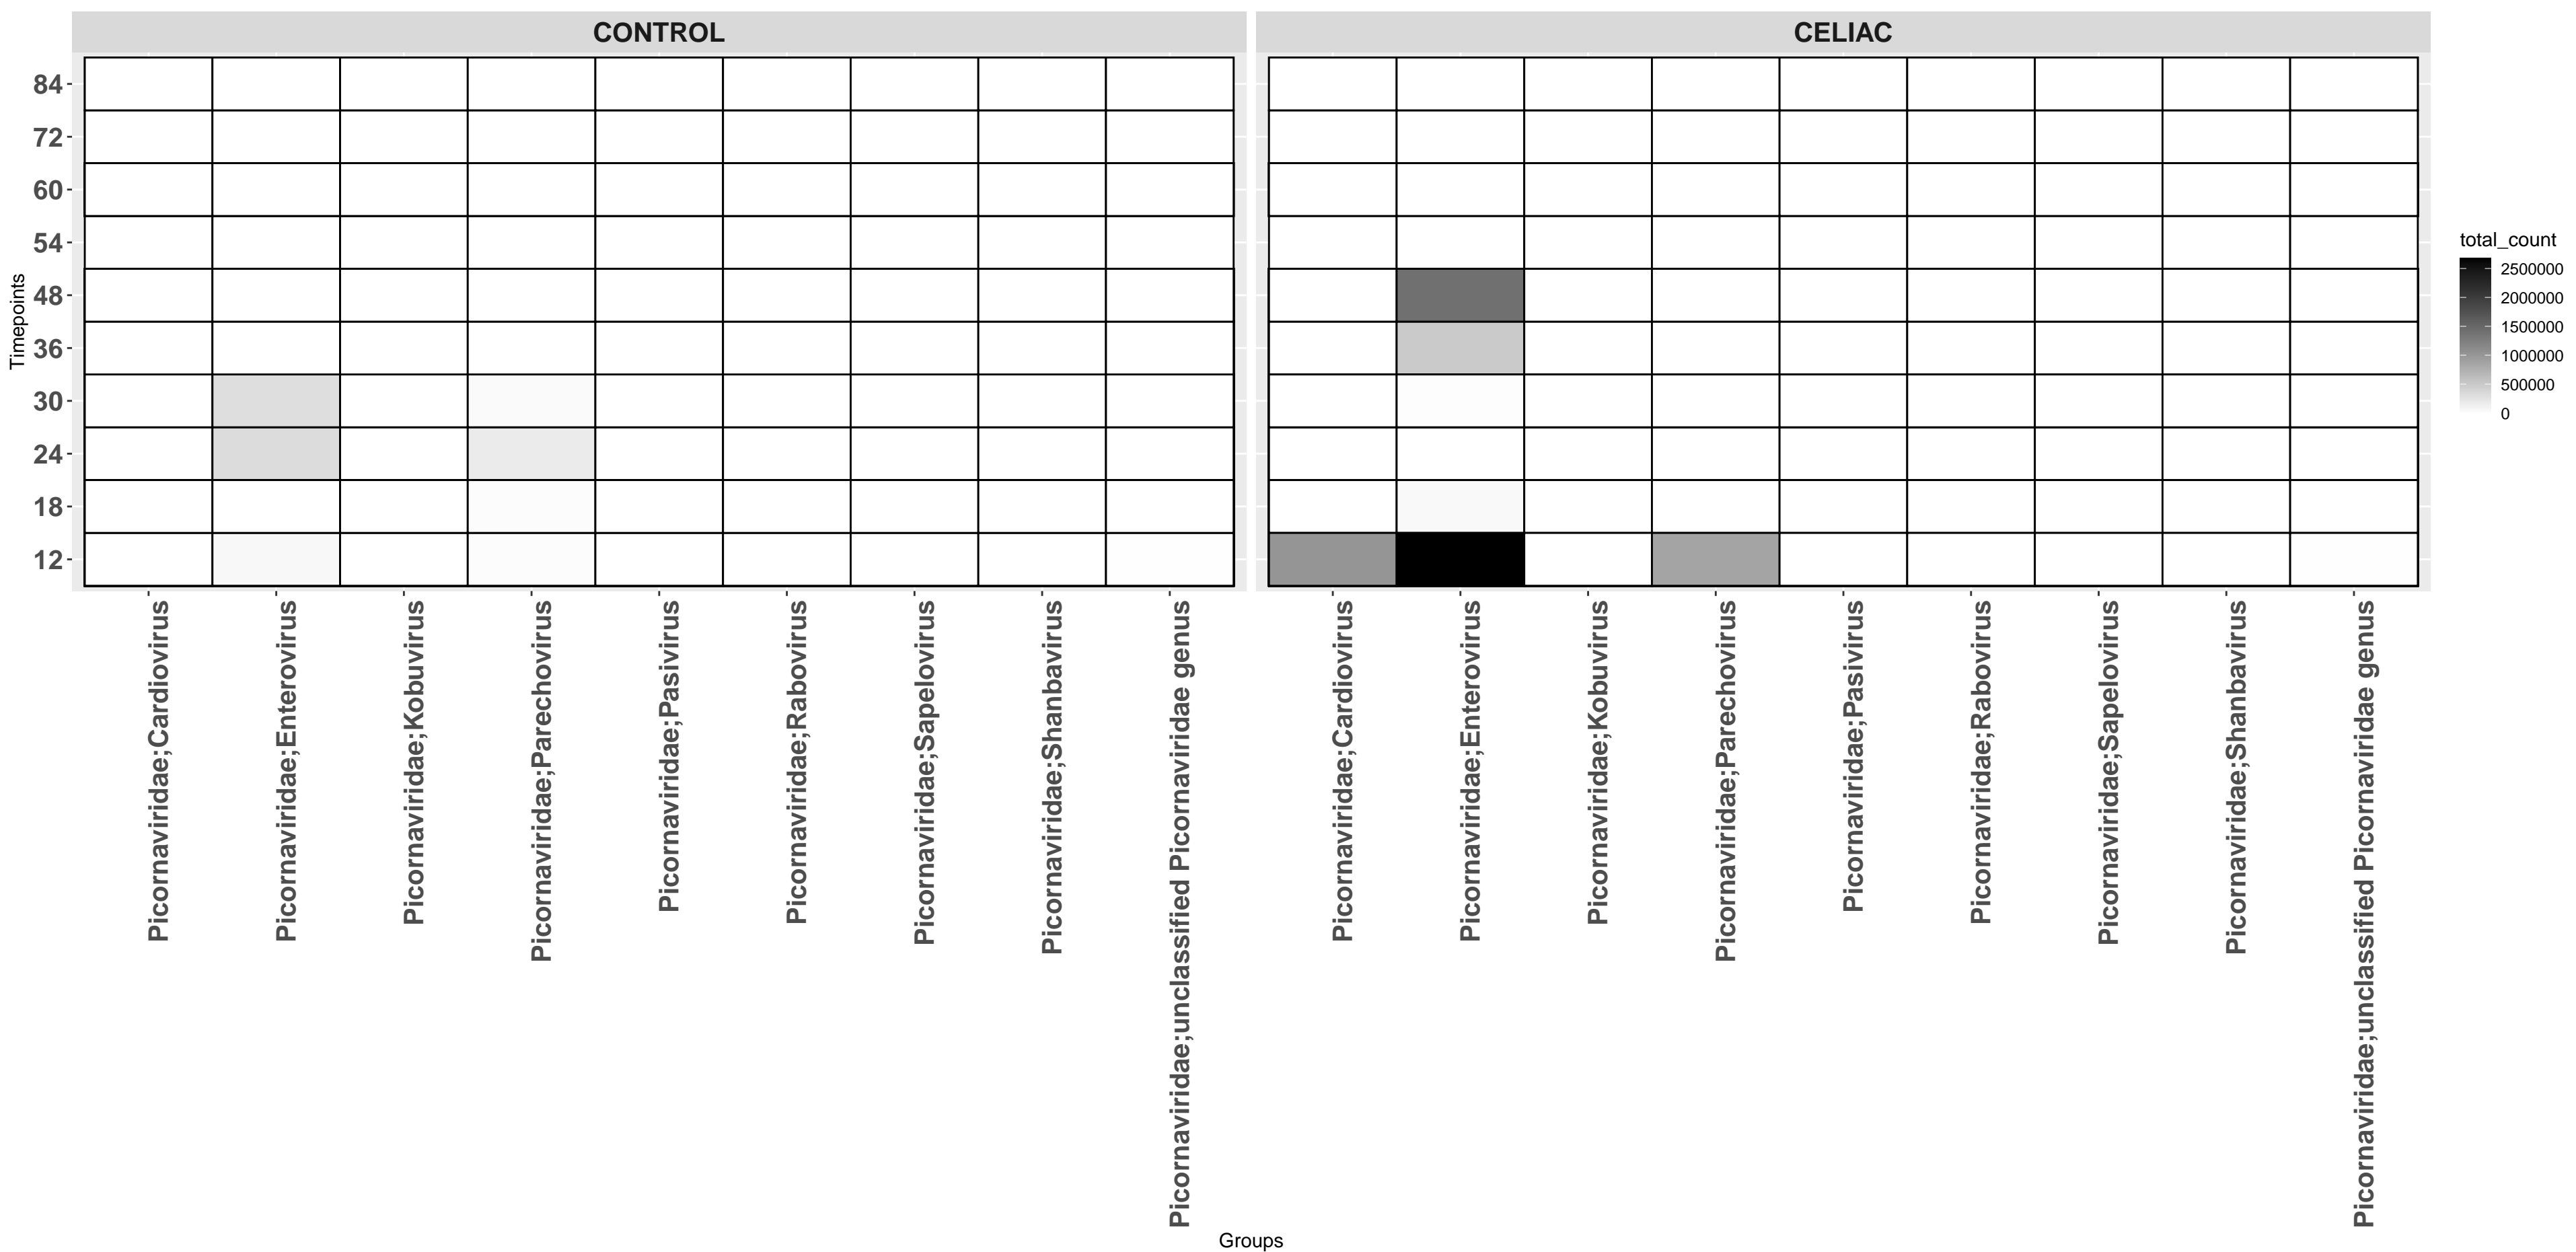 CONTROL
CELIAC
84
72
60
54
48
36
30
24
18
12
Timepoints
Picornaviridae;Cardiovirus
Picornaviridae;Enterovirus
Picornaviridae;Kobuvirus
Picornaviridae;Parechovirus
Picornaviridae;Pasivirus
Picornaviridae;Rabovirus
Picornaviridae;Sapelovirus
Picornaviridae;Shanbavirus
Picornaviridae;unclassified Picornaviridae genus
Picornaviridae;Cardiovirus
Picornaviridae;Enterovirus
Picornaviridae;Kobuvirus
Picornaviridae;Parechovirus
Picornaviridae;Pasivirus
Picornaviridae;Rabovirus
Picornaviridae;Sapelovirus
Picornaviridae;Shanbavirus
Picornaviridae;unclassified Picornaviridae genus
Groups
total_count
2500000
2000000
1500000
1000000
500000
0